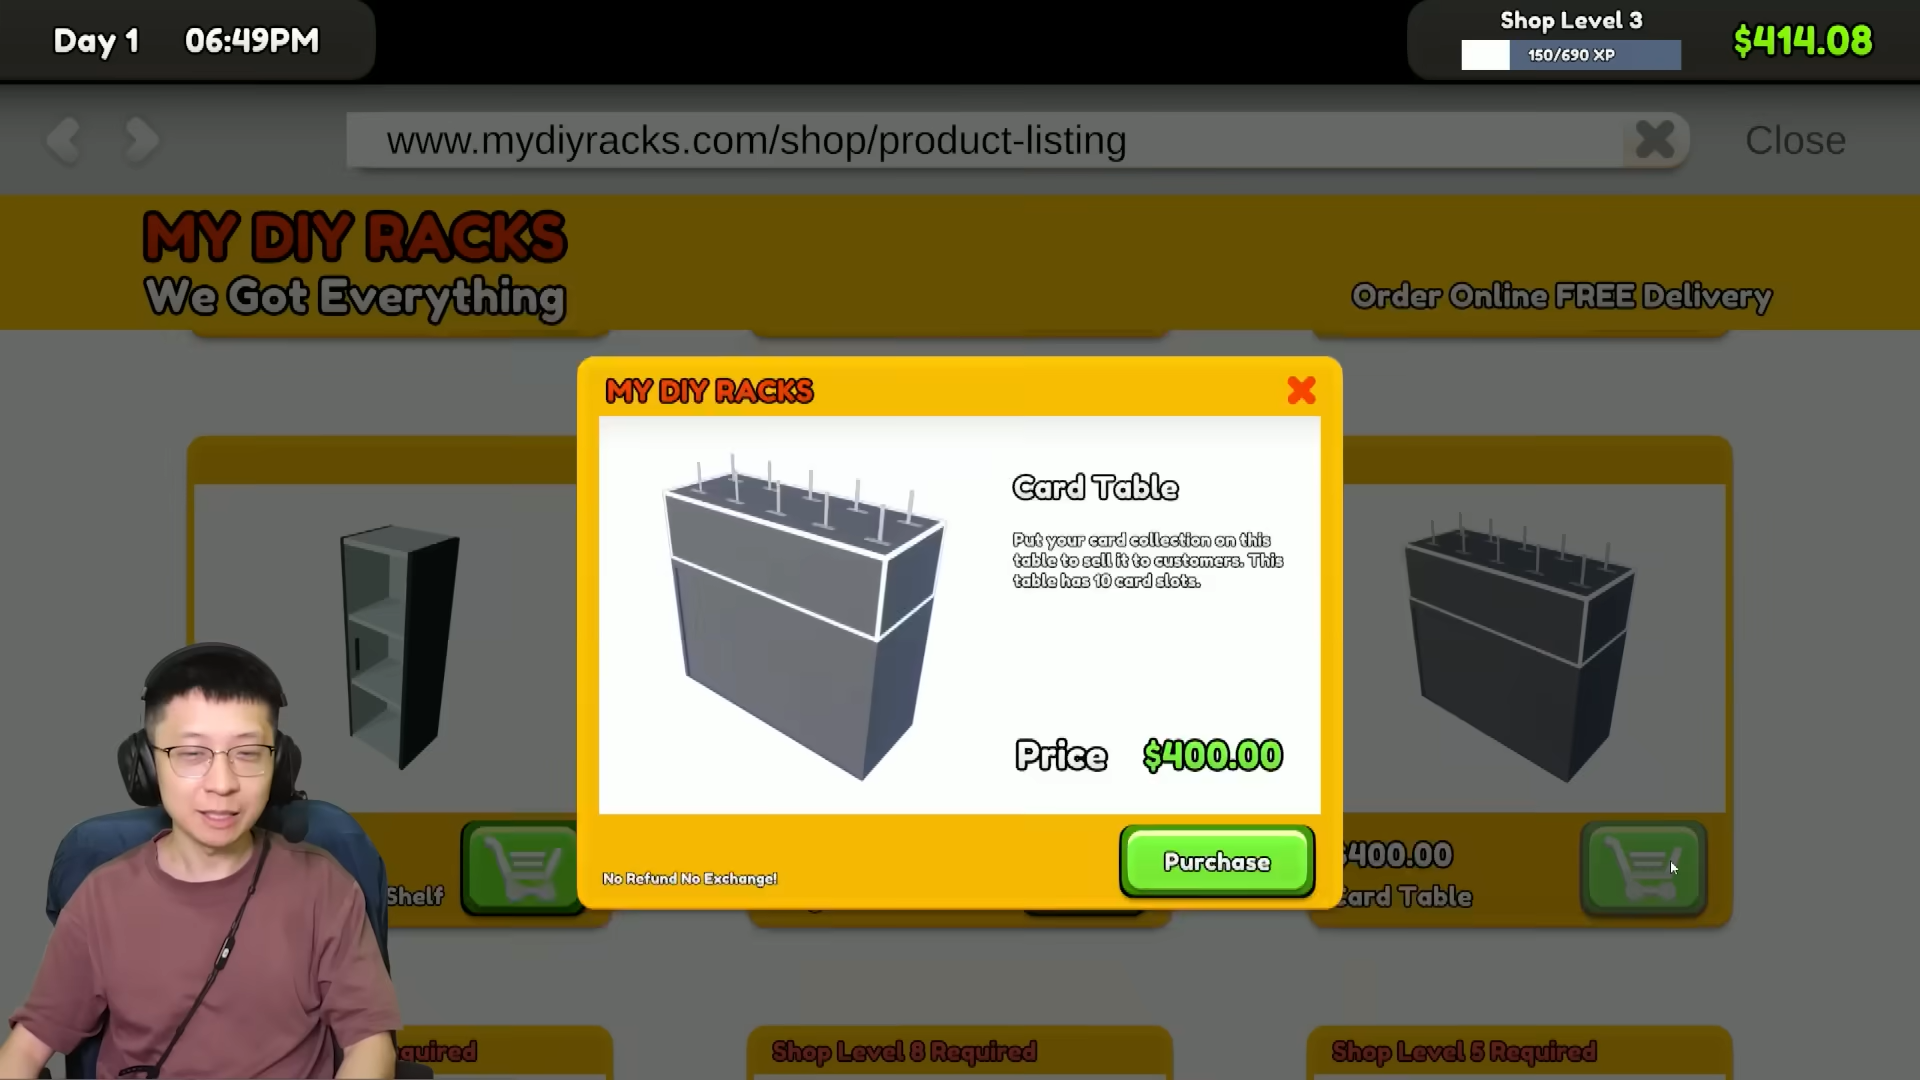 Day 1 06:49PM
Shop Level 3
150/690 XP
$414.08
www.mydiyracks.com/shop/product-listing
Close
MY DIY RACKS
We Got Everything
Order Online FREE Delivery
MY DIY RACKS
Card Table
Put your card collection on this
table to sell it to customers. This
table has 10 card slots.
Price $400.00
Purchase
No Refund No Exchange!
Shelf
$400.00
Card Table
Shop Level 8 Required
Shop Level 5 Required